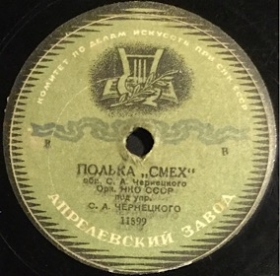 КОМИТЕТ ПО ДЕЛАМ ИСКУССТВ ПРИ СНК СССР
8 В
ПОЛЬКА „СМЕХ“
обр. С. А. Чернецкого
Орк. НКО СССР
под упр.
С. А. ЧЕРНЕЦКОГО
11899
АПРЕЛЕВСКИЙ ЗАВОД